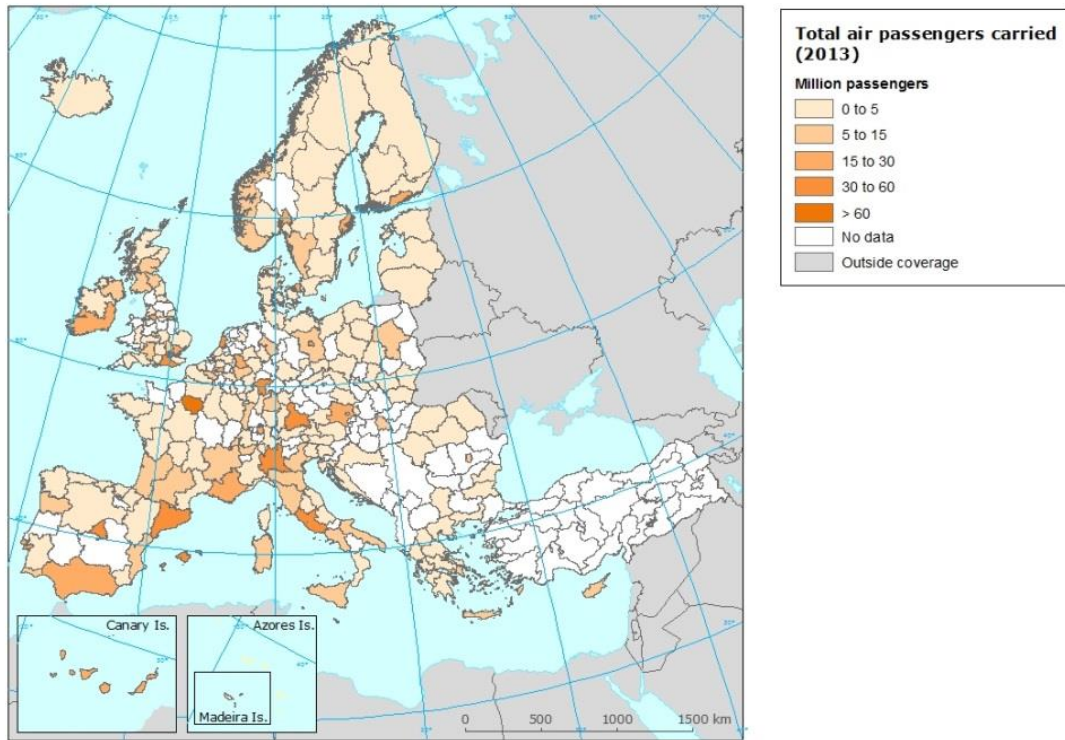 Total air passengers carried
(2013)
Million passengers
0 to 5
5 to 15
15 to 30
30 to 60
> 60
No data
Outside coverage
Canary Is.
Azores Is.
Madeira Is.
0 500 1000 1500 km